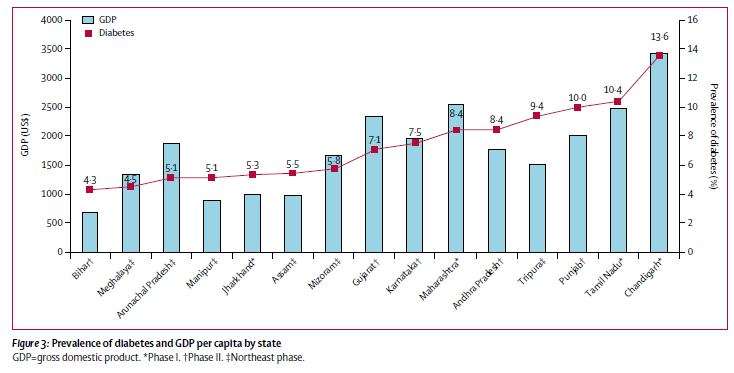 GDP
Diabetes
4000
3500
3000
2500
2000
1500
1000
500
0
GDP (US$)
16
14
12
10
8
6
4
2
0
Prevalence of diabetes (%)
4·3
4·5
5·1
5·1
5·3
5·5
5·8
7·1
7·5
8·4
8·4
9·4
10·0
10·4
13·6
Bihar†
Meghalaya‡
Arunachal Pradesh‡
Manipur‡
Jharkhand*
Assam‡
Mizoram‡
Gujarat†
Karnataka†
Maharashtra*
Andhra Pradesh†
Tripura‡
Punjab†
Tamil Nadu*
Chandigarh*
Figure 3: Prevalence of diabetes and GDP per capita by state
GDP=gross domestic product. *Phase I. †Phase II. ‡Northeast phase.